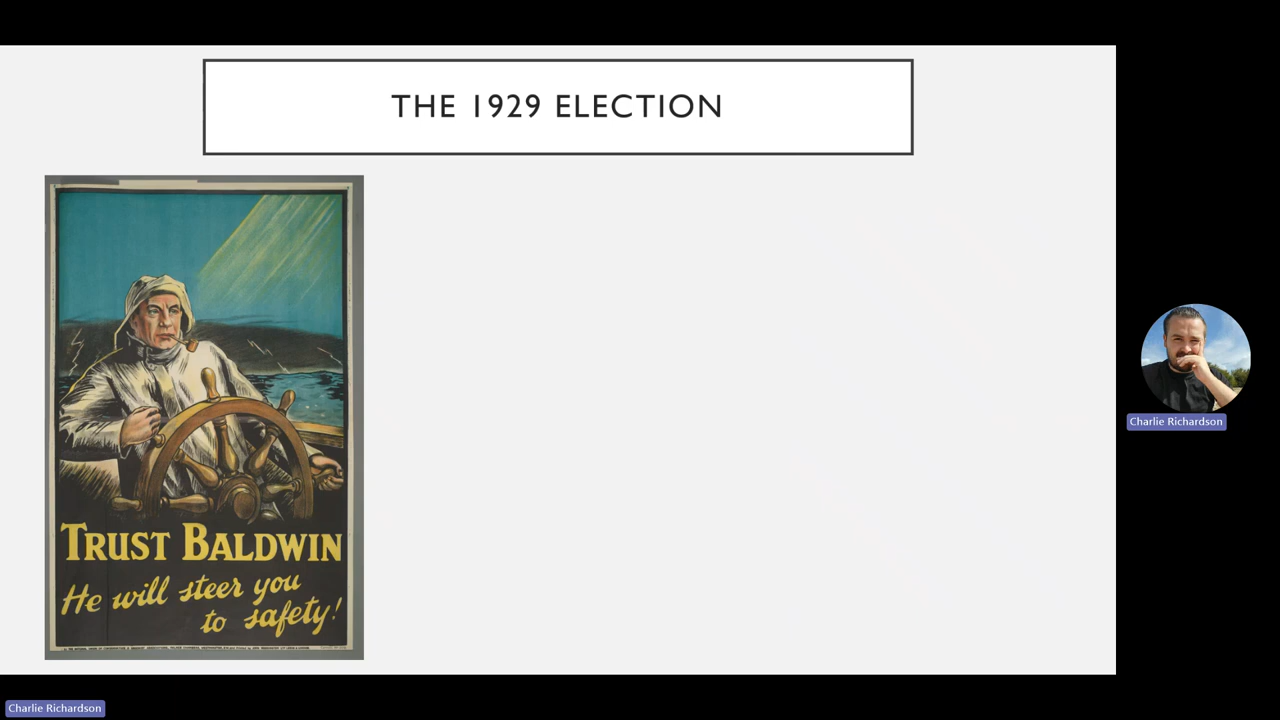 THE 1929 ELECTION
TRUST BALDWIN
He will steer you
to safety!
Charlie Richardson
Charlie Richardson